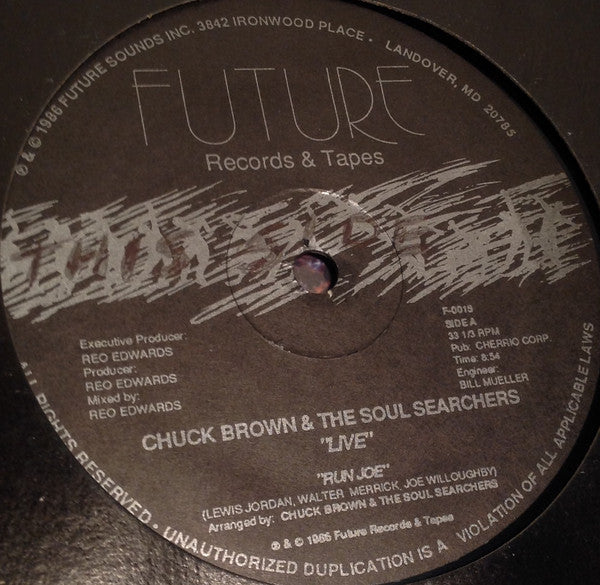 ℗ & © 1986 FUTURE SOUNDS INC. 3842 IRONWOOD PLACE • LANDOVER, MD 20785
FUTURE
Records & Tapes
THIS SIDE
F-0019
SIDE A
33 1/3 RPM
Pub: CHERRIO CORP.
Time: 8:54
Engineer:
BILL MUELLER
Executive Producer:
REO EDWARDS
Producer:
REO EDWARDS
Mixed by:
REO EDWARDS
CHUCK BROWN & THE SOUL SEARCHERS
"LIVE"
"RUN JOE"
(LEWIS JORDAN, WALTER MERRICK, JOE WILLOUGHBY)
Arranged by: CHUCK BROWN & THE SOUL SEARCHERS
℗ & © 1986 Future Records & Tapes
ALL RIGHTS RESERVED • UNAUTHORIZED DUPLICATION IS A VIOLATION OF ALL APPLICABLE LAWS